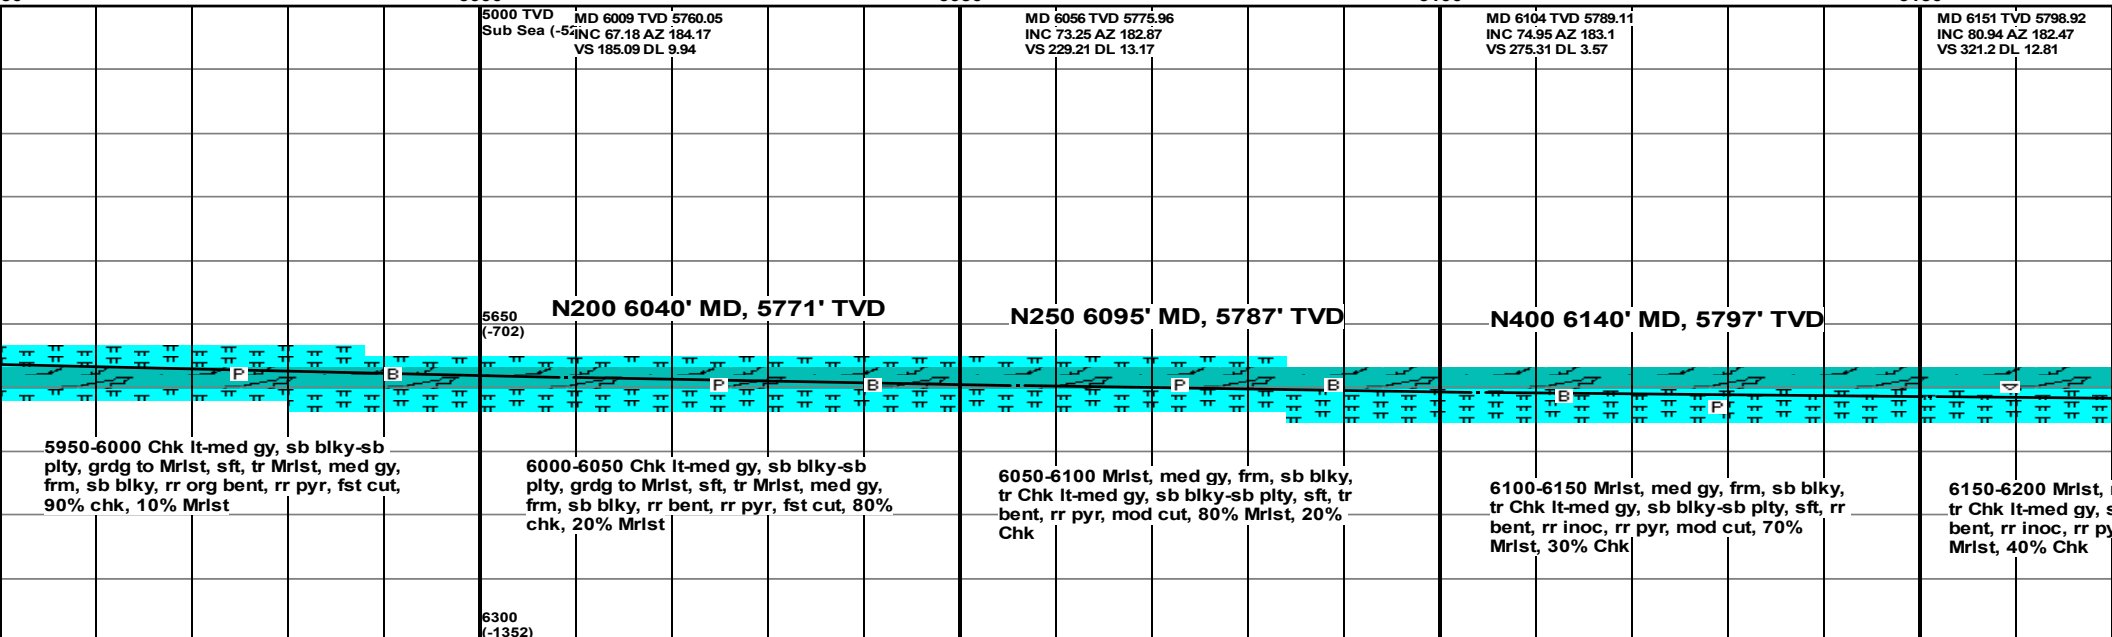 5000 TVD
Sub Sea
MD 6009 TVD 5760.05
INC 67.18 AZ 184.17
VS 185.09 DL 9.94
MD 6056 TVD 5775.96
INC 73.25 AZ 182.87
VS 229.21 DL 13.17
MD 6104 TVD 5789.11
INC 74.95 AZ 183.1
VS 275.31 DL 3.57
MD 6151 TVD 5798.92
INC 80.94 AZ 182.47
VS 321.2 DL 12.81
5650
(-702)
N200 6040' MD, 5771' TVD
N250 6095' MD, 5787' TVD
N400 6140' MD, 5797' TVD
P
B
P
B
P
B
B
P
5950-6000 Chk lt-med gy, sb blky-sb
plty, grdg to Mrlst, sft, tr Mrlst, med gy,
frm, sb blky, rr org bent, rr pyr, fst cut,
90% chk, 10% Mrlst
6000-6050 Chk lt-med gy, sb blky-sb
plty, grdg to Mrlst, sft, tr Mrlst, med gy,
frm, sb blky, rr bent, rr pyr, fst cut, 80%
chk, 20% Mrlst
6050-6100 Mrlst, med gy, frm, sb blky,
tr Chk lt-med gy, sb blky-sb plty, sft, tr
bent, rr pyr, mod cut, 80% Mrlst, 20%
Chk
6100-6150 Mrlst, med gy, frm, sb blky,
tr Chk lt-med gy, sb blky-sb plty, sft, rr
bent, rr inoc, rr pyr, mod cut, 70%
Mrlst, 30% Chk
6150-6200 Mrlst,
tr Chk lt-med gy,
bent, rr inoc, rr
Mrlst, 40% Chk
6300
(-1352)